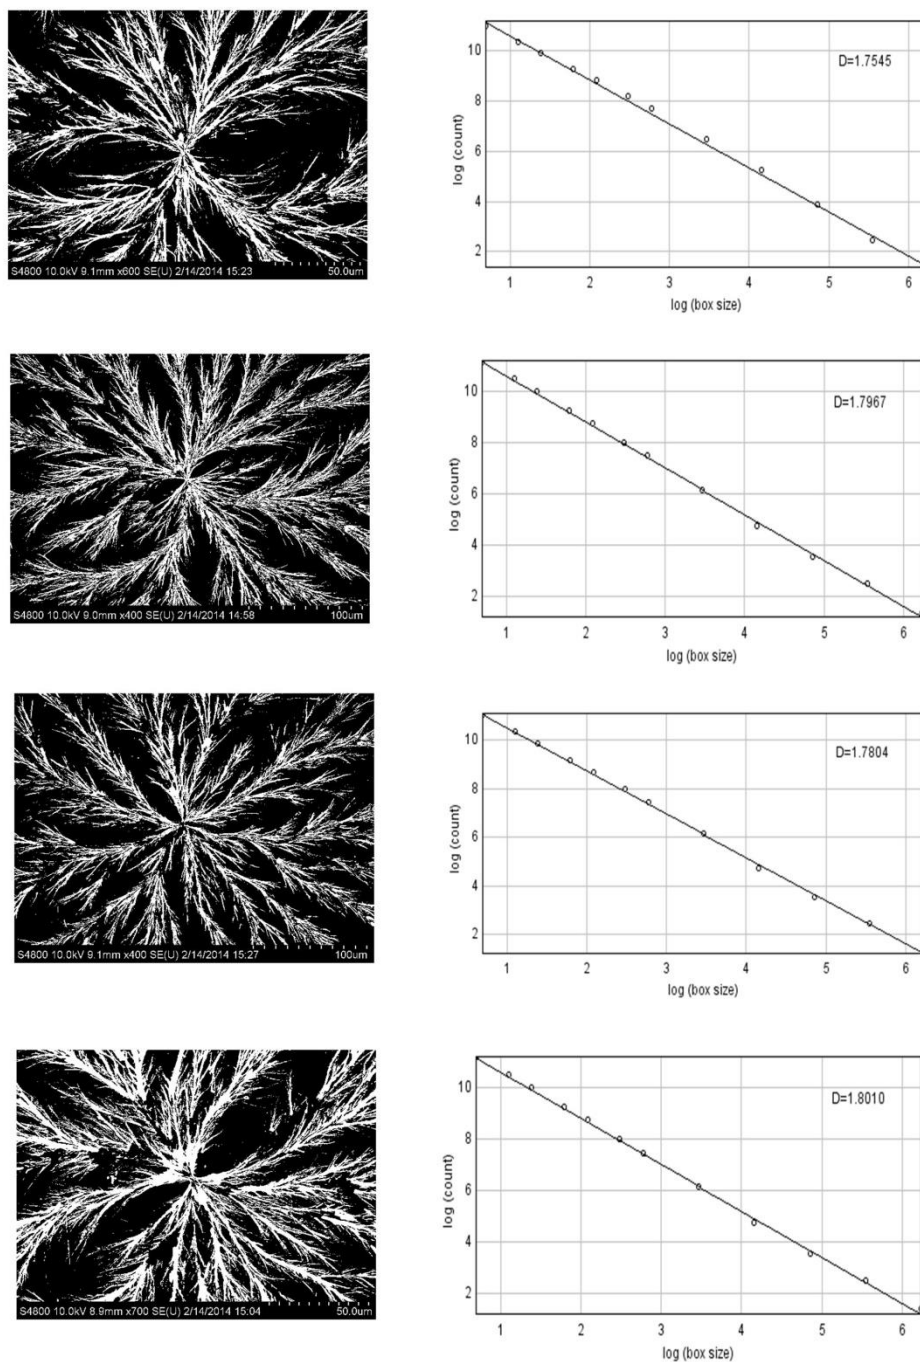 10
8
6
4
2
log (count)
D=1.7545
1 2 3 4 5 6
log (box size)
S4800 10.0kV 9.1mm x600 SE(U) 2/14/2014 15:23 50.0um
10
8
6
4
2
log (count)
D=1.7967
1 2 3 4 5 6
log (box size)
S4800 10.0kV 9.0mm x400 SE(U) 2/14/2014 14:58 100um
10
8
6
4
2
log (count)
D=1.7804
1 2 3 4 5 6
log (box size)
S4800 10.0kV 9.1mm x400 SE(U) 2/14/2014 15:27 100um
10
8
6
4
2
log (count)
D=1.8010
1 2 3 4 5 6
log (box size)
S4800 10.0kV 8.9mm x700 SE(U) 2/14/2014 15:04 50.0um